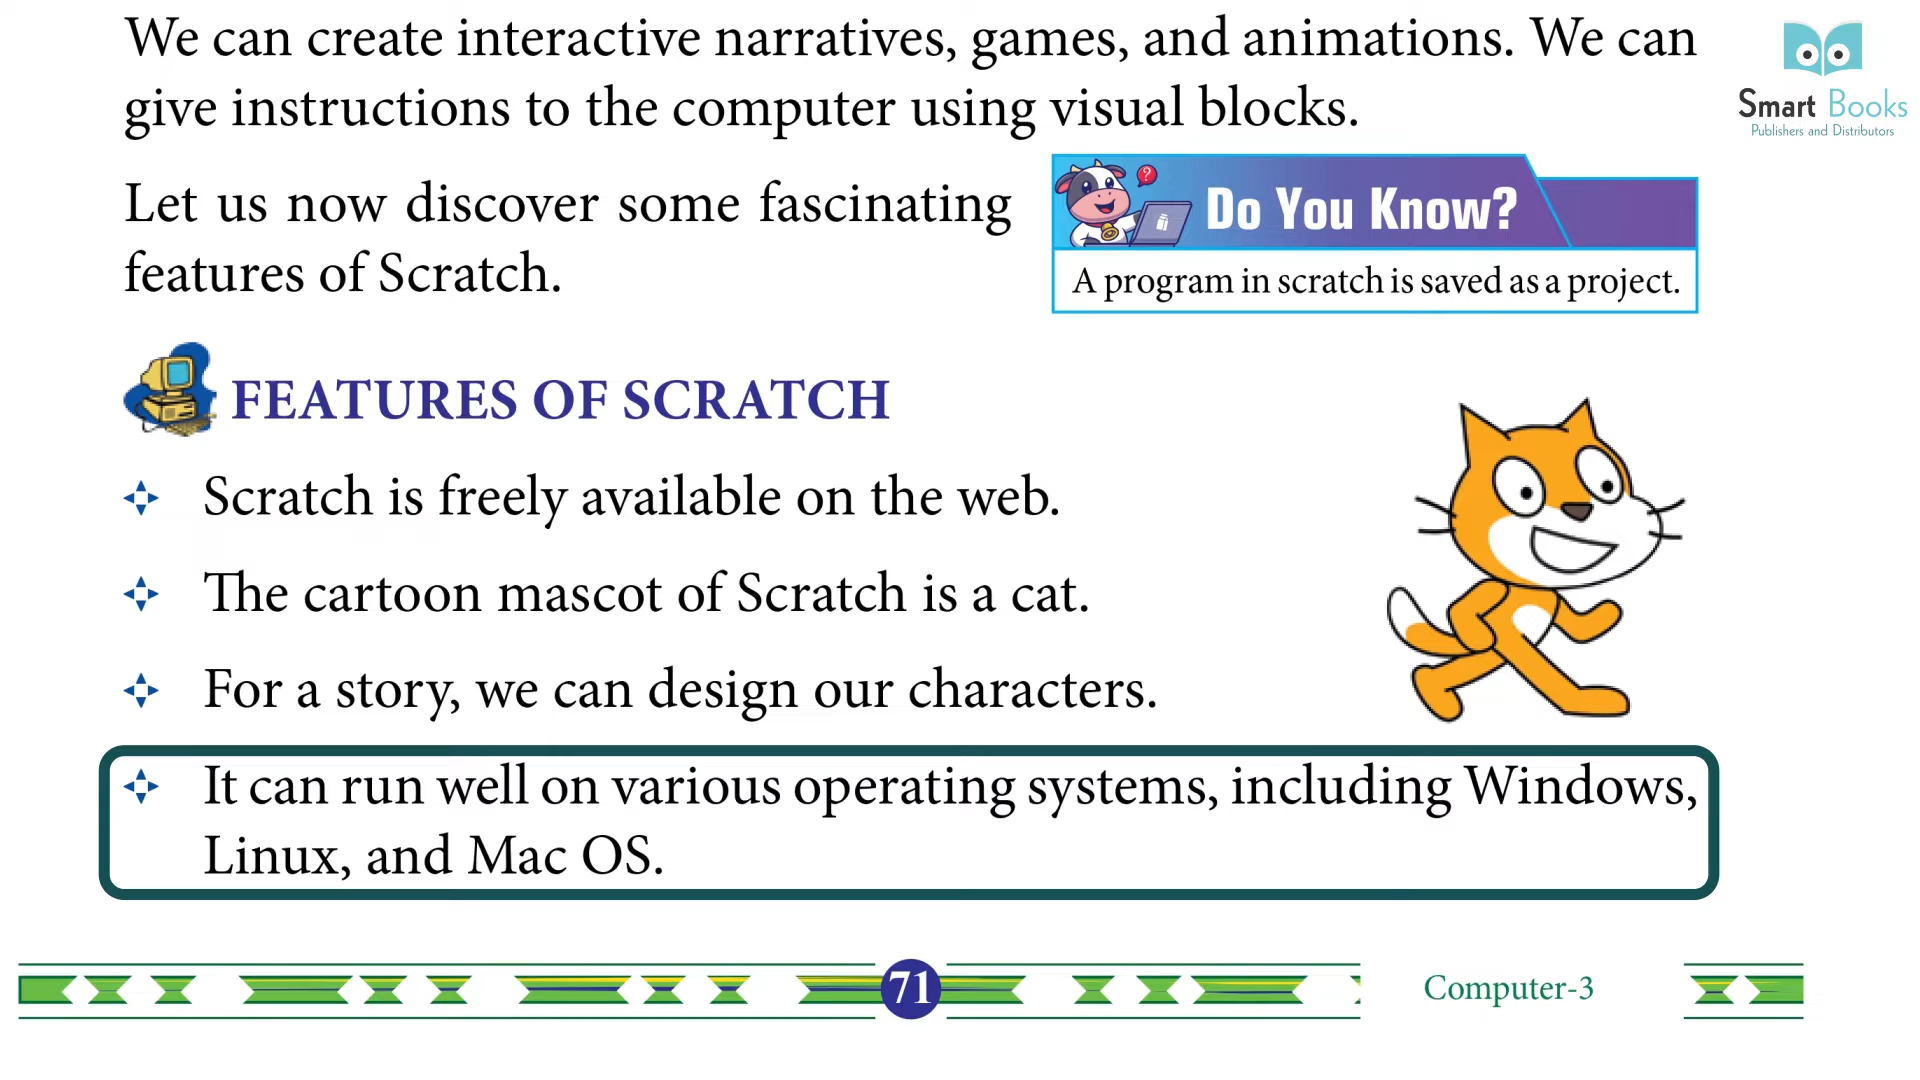 We can create interactive narratives, games, and animations. We can
give instructions to the computer using visual blocks.
Smart Books
Publishers and Distributors
Let us now discover some fascinating
features of Scratch.
?
Do You Know?
A program in scratch is saved as a project.
FEATURES OF SCRATCH
Scratch is freely available on the web.
The cartoon mascot of Scratch is a cat.
For a story, we can design our characters.
It can run well on various operating systems, including Windows,
Linux, and Mac OS.
71
Computer-3